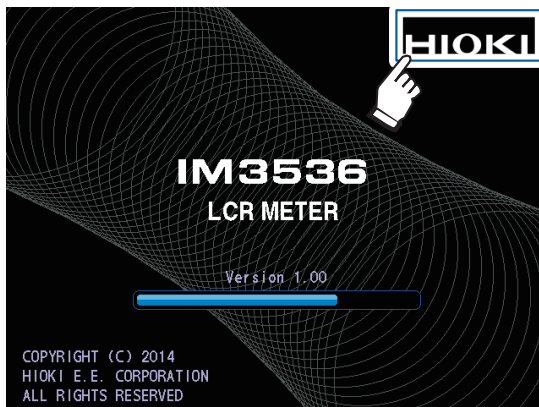 HIOKI
IM3536
LCR METER
Version 1.00
COPYRIGHT (C) 2014
HIOKI E.E. CORPORATION
ALL RIGHTS RESERVED